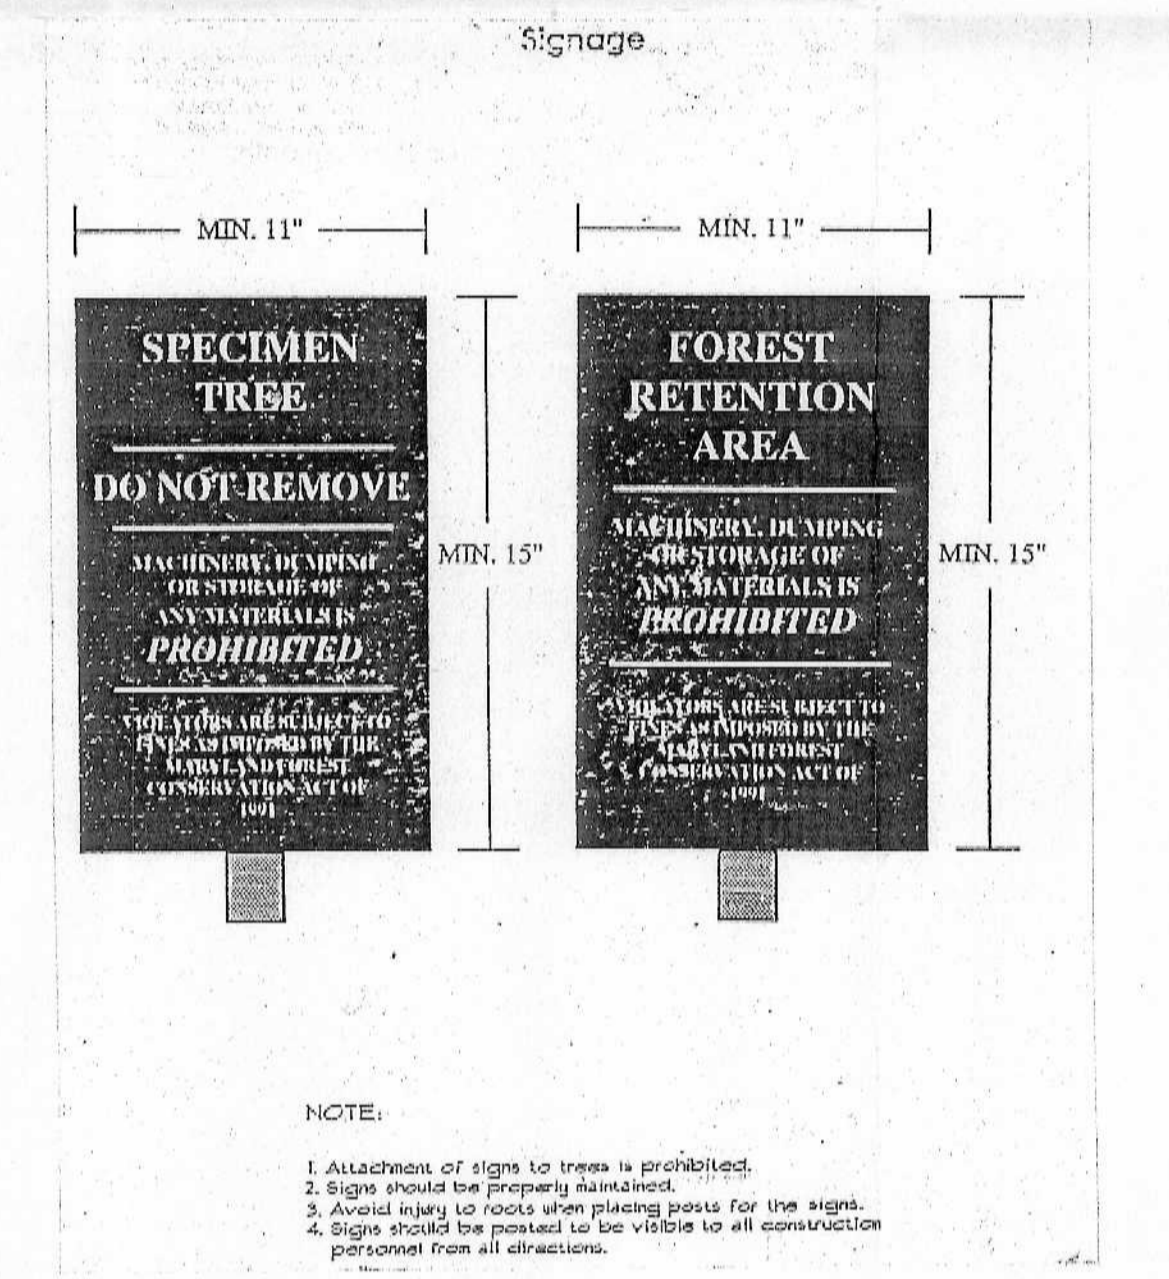 Signage
MIN. 11"
MIN. 11"
SPECIMEN
TREE
DO NOT REMOVE
MACHINERY, DUMPING
OR STORAGE OF
ANY MATERIALS IS
PROHIBITED
VIOLATORS ARE SUBJECT TO
FINES AS IMPOSED BY THE
MARYLAND FOREST
CONSERVATION ACT OF
1991
MIN. 15"
FOREST
RETENTION
AREA
MACHINERY, DUMPING
OR STORAGE OF
ANY MATERIALS IS
PROHIBITED
VIOLATORS ARE SUBJECT TO
FINES AS IMPOSED BY THE
MARYLAND FOREST
CONSERVATION ACT OF
1991
MIN. 15"
NOTE:
1. Attachment of signs to trees is prohibited.
2. Signs should be properly maintained.
3. Avoid injury to roots when placing posts for the signs.
4. Signs should be posted to be visible to all construction
personnel from all directions.